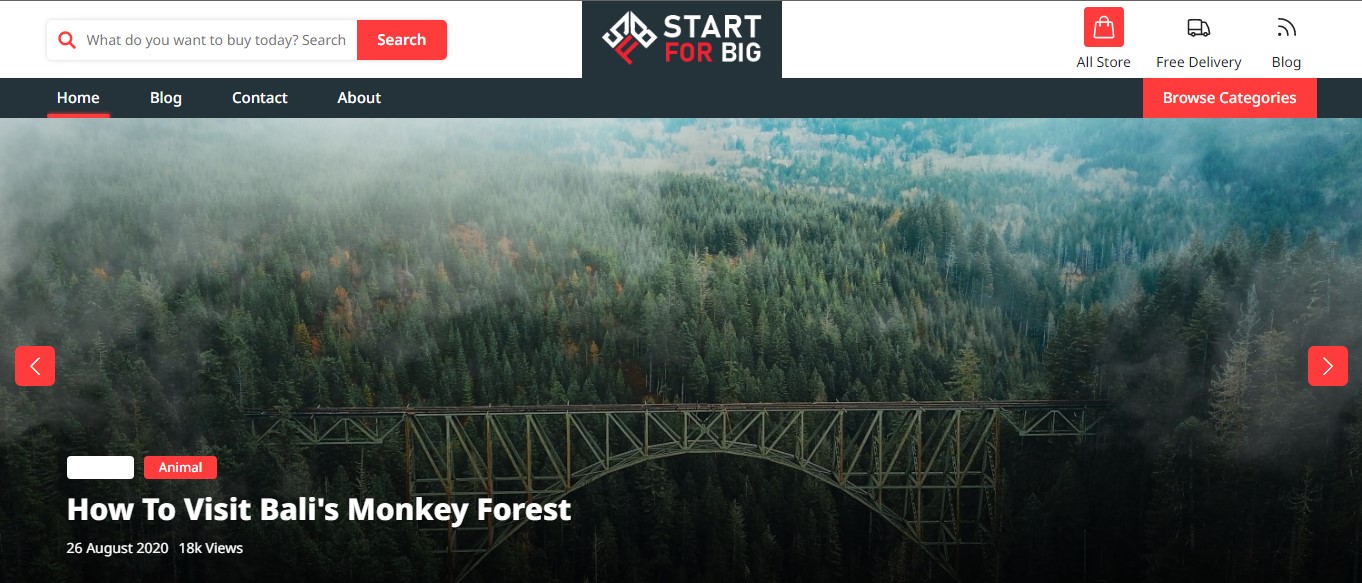 What do you want to buy today? Search
Search
START
FOR BIG
All Store
Free Delivery
Blog
Home
Blog
Contact
About
Browse Categories
Animal
How To Visit Bali's Monkey Forest
26 August 2020 18k Views